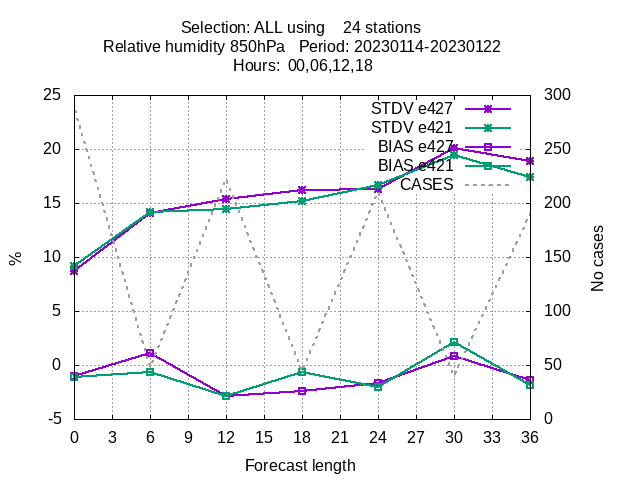 Selection: ALL using    24 stations
Relative humidity 850hPa   Period: 20230114-20230122
Hours:  00,06,12,18
25
20
15
10
5
0
-5
%
300
250
200
150
100
50
0
No cases
STDV e427
STDV e421
BIAS e427
BIAS e421
CASES
0 3 6 9 12 15 18 21 24 27 30 33 36
Forecast length